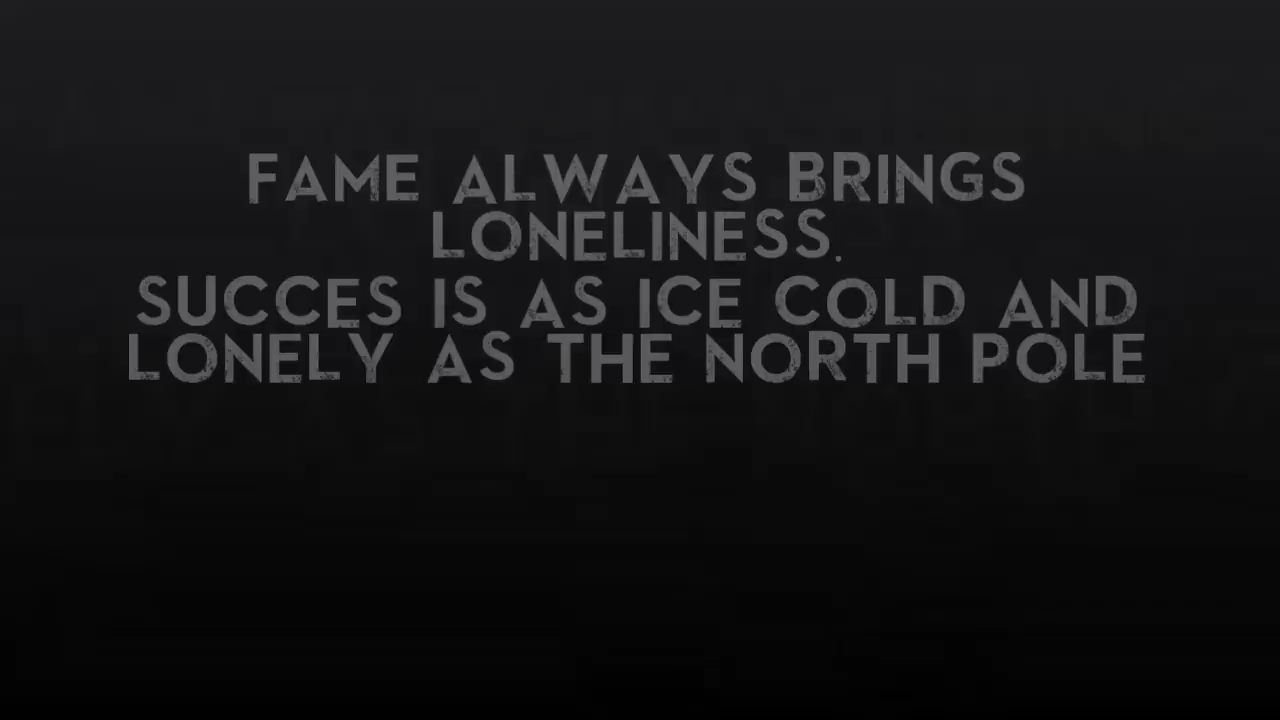 FAME ALWAYS BRINGS
LONELINESS.
SUCCES IS AS ICE COLD AND
LONELY AS THE NORTH POLE